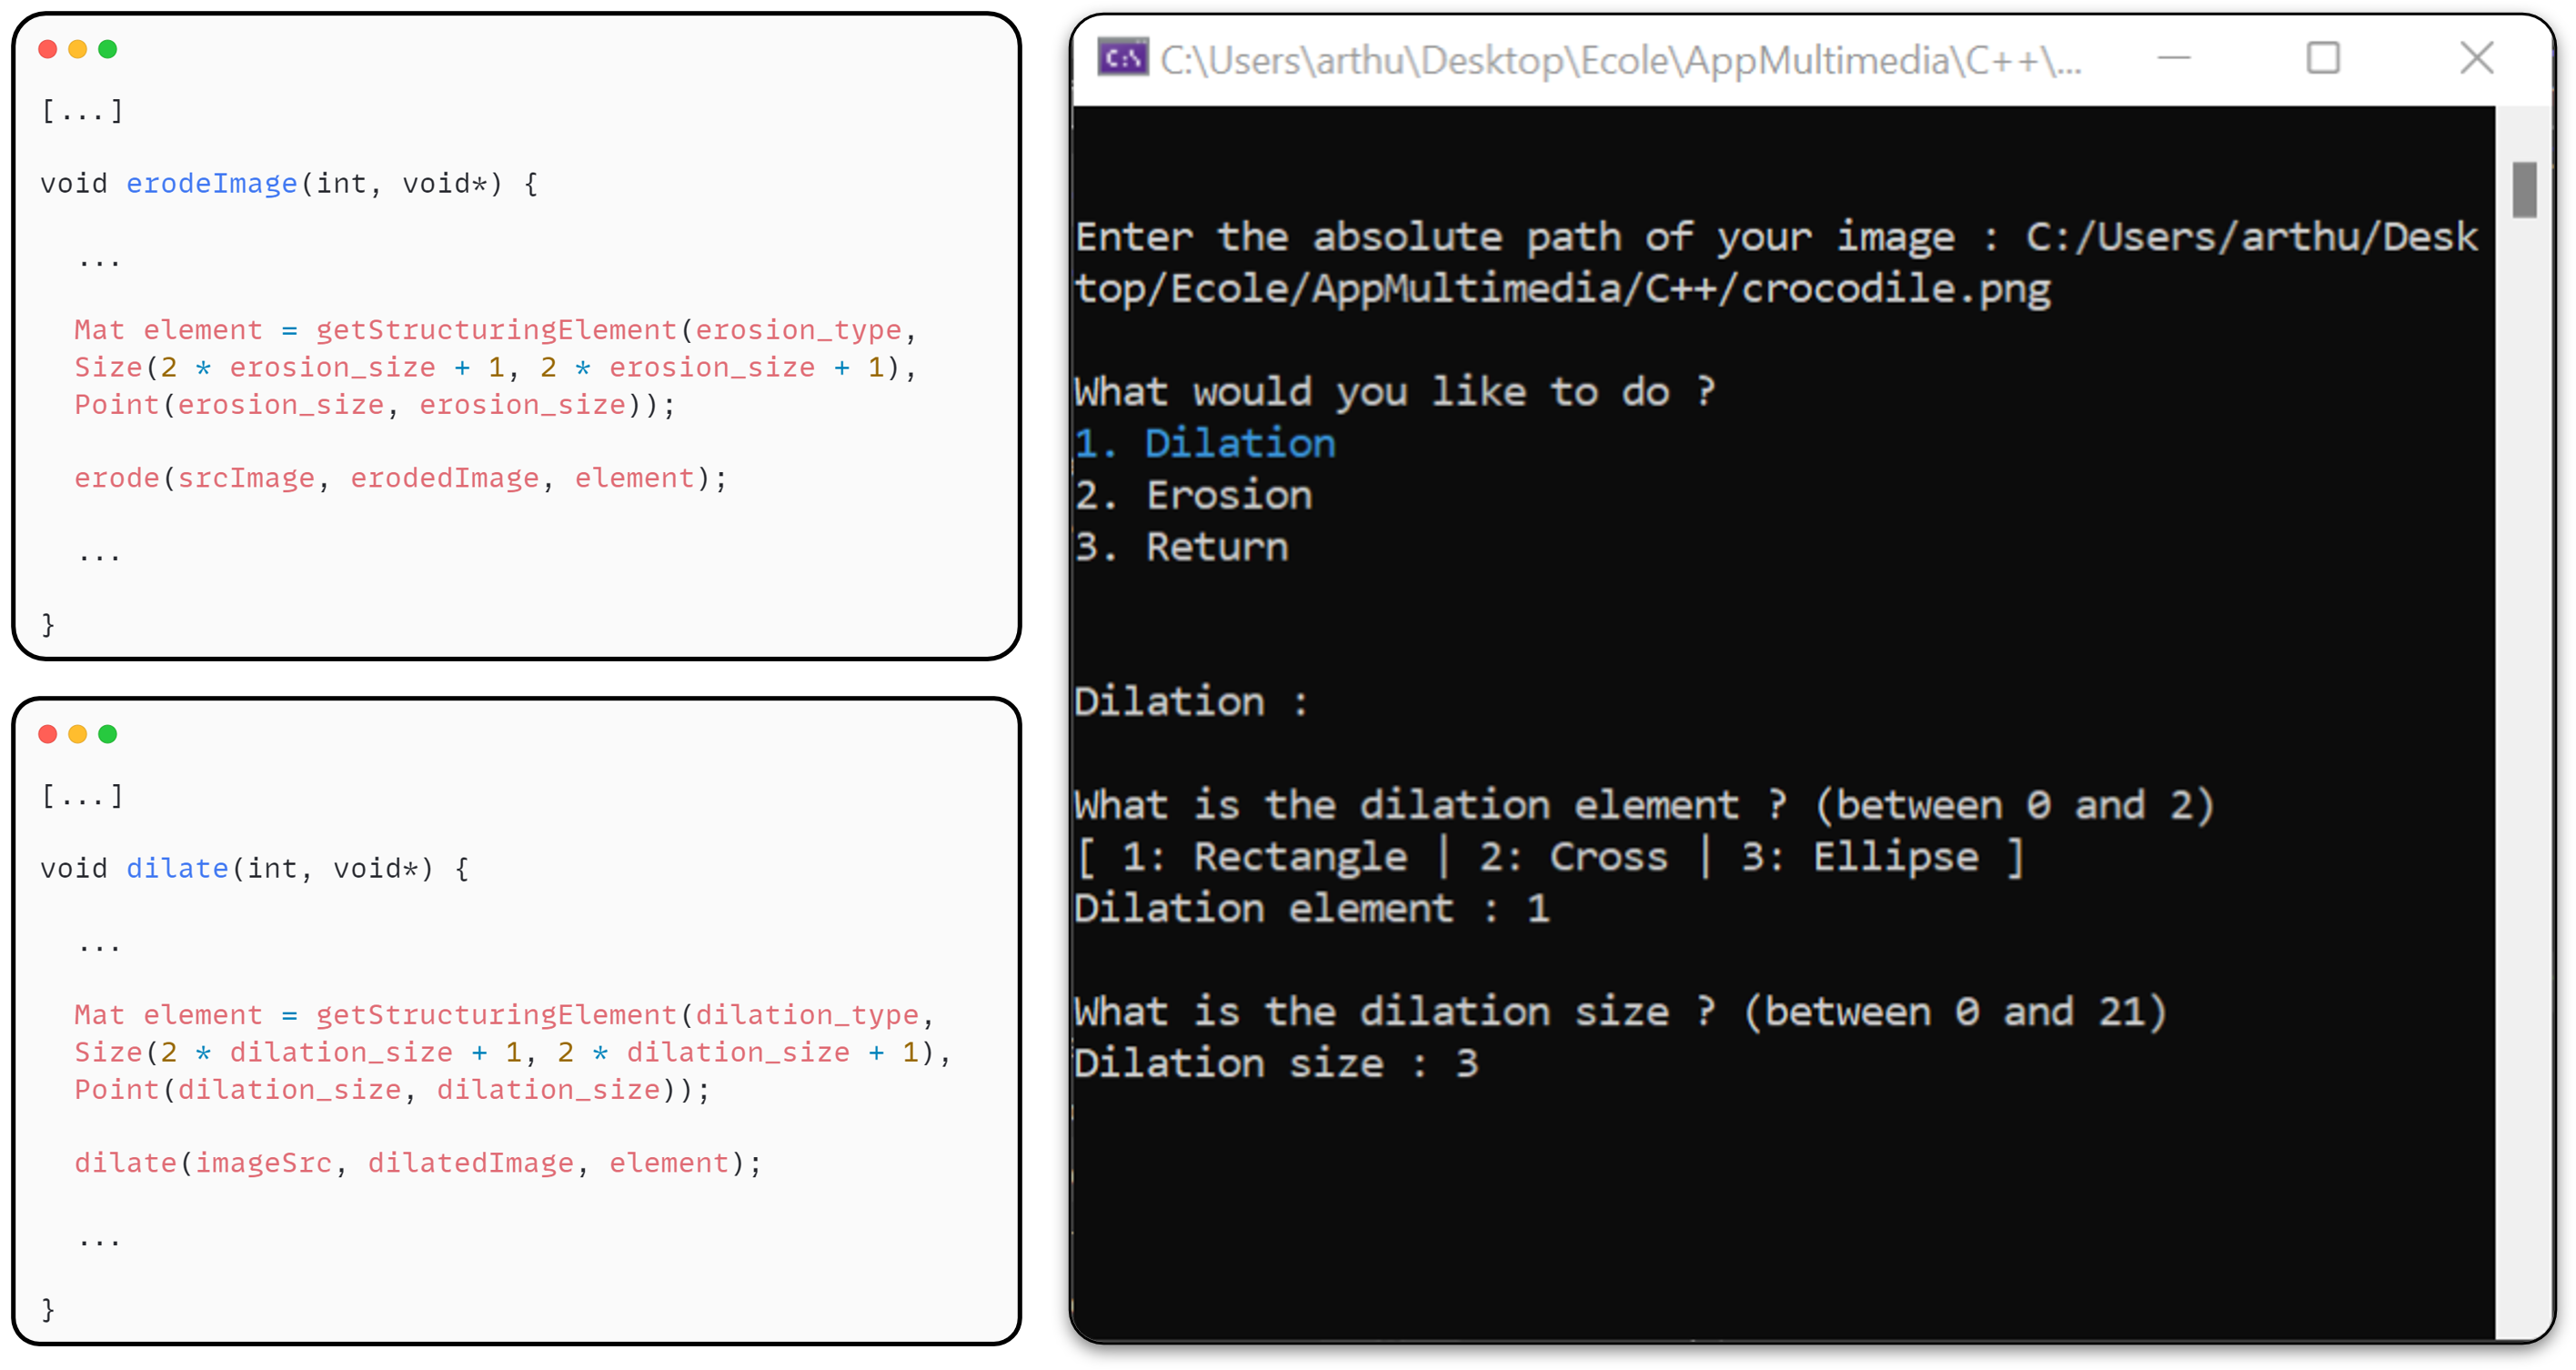 [...]
void erodeImage(int, void*) {
...
Mat element = getStructuringElement(erosion_type,
Size(2 * erosion_size + 1, 2 * erosion_size + 1),
Point(erosion_size, erosion_size));
erode(srcImage, erodedImage, element);
...
}
[...]
void dilate(int, void*) {
...
Mat element = getStructuringElement(dilation_type,
Size(2 * dilation_size + 1, 2 * dilation_size + 1),
Point(dilation_size, dilation_size));
dilate(imageSrc, dilatedImage, element);
...
}
C:\ C:\Users\arthu\Desktop\Ecole\AppMultimedia\C++\...
Enter the absolute path of your image : C:/Users/arthu/Desk
top/Ecole/AppMultimedia/C++/crocodile.png
What would you like to do ?
1. Dilation
2. Erosion
3. Return
Dilation :
What is the dilation element ? (between 0 and 2)
[ 1: Rectangle | 2: Cross | 3: Ellipse ]
Dilation element : 1
What is the dilation size ? (between 0 and 21)
Dilation size : 3